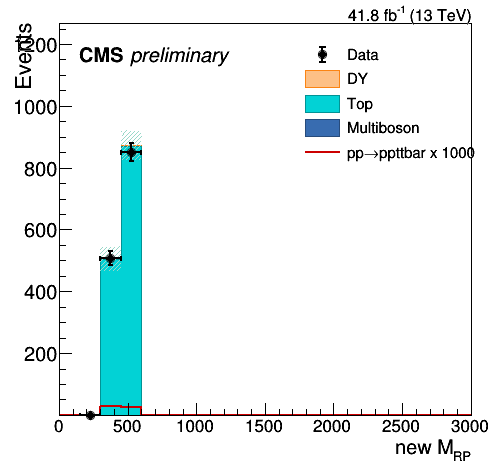 41.8 fb⁻¹ (13 TeV)
Events
CMS preliminary
Data
DY
Top
Multiboson
pp→ppttbar x 1000
1200
1000
800
600
400
200
0 500 1000 1500 2000 2500 3000
new M_RP